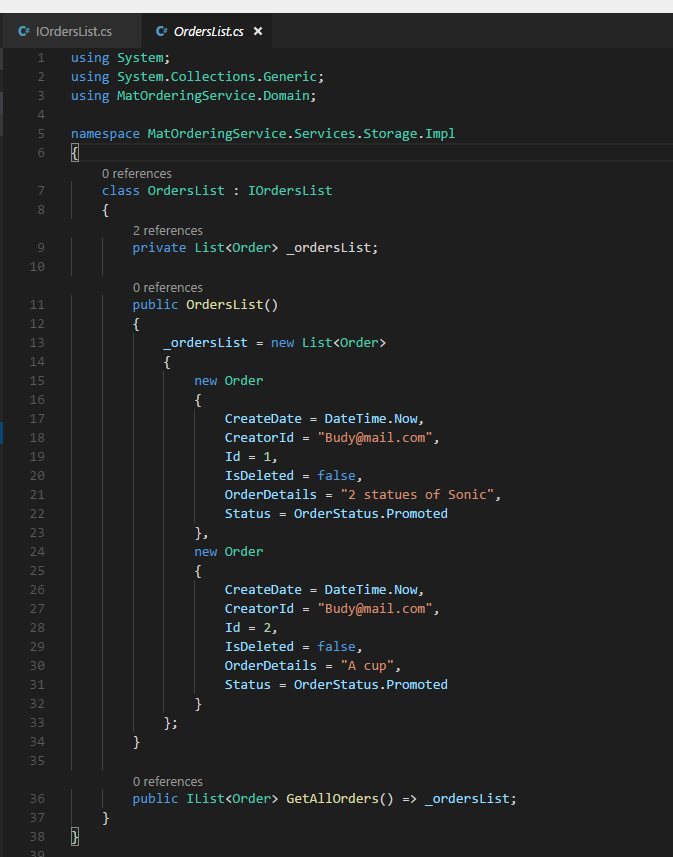 C# IOrdersList.cs C# OrdersList.cs ×
1 using System;
2 using System.Collections.Generic;
3 using MatOrderingService.Domain;
4
5 namespace MatOrderingService.Services.Storage.Impl
6 {
0 references
7 class OrdersList : IOrdersList
8 {
2 references
9 private List<Order> _ordersList;
10
0 references
11 public OrdersList()
12 {
13 _ordersList = new List<Order>
14 {
15 new Order
16 {
17 CreateDate = DateTime.Now,
18 CreatorId = "Budy@mail.com",
19 Id = 1,
20 IsDeleted = false,
21 OrderDetails = "2 statues of Sonic",
22 Status = OrderStatus.Promoted
23 },
24 new Order
25 {
26 CreateDate = DateTime.Now,
27 CreatorId = "Budy@mail.com",
28 Id = 2,
29 IsDeleted = false,
30 OrderDetails = "A cup",
31 Status = OrderStatus.Promoted
32 }
33 };
34 }
35
0 references
36 public IList<Order> GetAllOrders() => _ordersList;
37 }
38 }
39